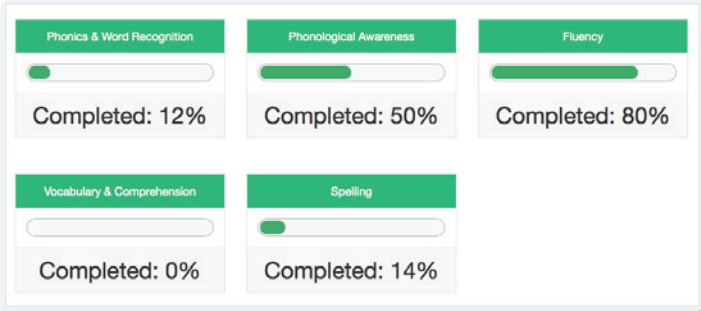 Phonics & Word Recognition
Completed: 12%
Phonological Awareness
Completed: 50%
Fluency
Completed: 80%
Vocabulary & Comprehension
Completed: 0%
Spelling
Completed: 14%